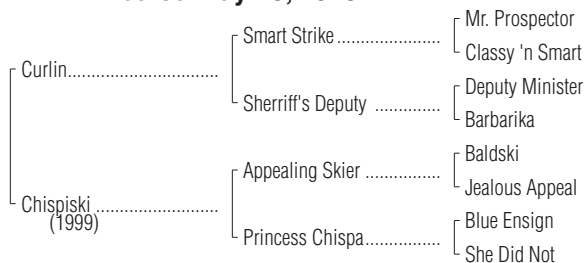 Smart Strike
Mr. Prospector
Classy 'n Smart
Curlin
Sherriff's Deputy
Deputy Minister
Barbarika
Appealing Skier
Baldski
Jealous Appeal
Chispiski
(1999)
Princess Chispa
Blue Ensign
She Did Not